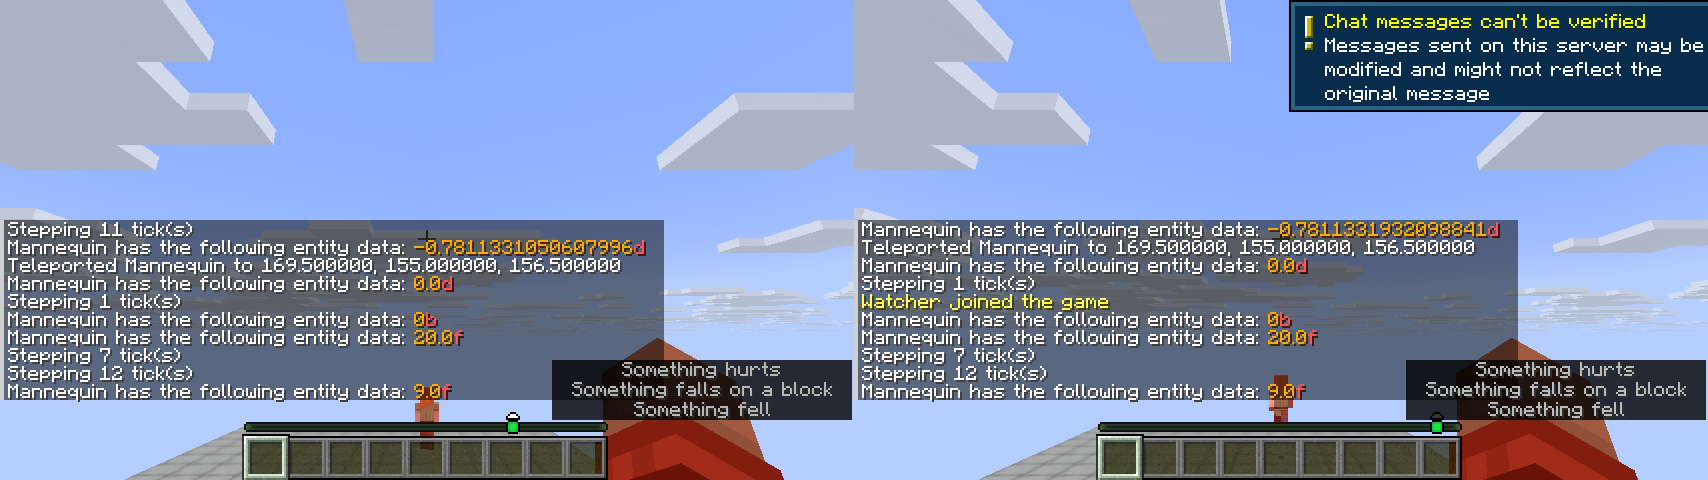 Stepping 11 tick(s)
Mannequin has the following entity data: -0.7811331050607996d
Teleported Mannequin to 169.500000, 155.000000, 156.500000
Mannequin has the following entity data: 0.0d
Stepping 1 tick(s)
Mannequin has the following entity data: 0b
Mannequin has the following entity data: 20.0f
Stepping 7 tick(s)
Stepping 12 tick(s)
Mannequin has the following entity data: 9.0f
Something hurts
Something falls on a block
Something fell
Chat messages can't be verified
Messages sent on this server may be
modified and might not reflect the
original message
Mannequin has the following entity data: -0.7811331932098841d
Teleported Mannequin to 169.500000, 155.000000, 156.500000
Mannequin has the following entity data: 0.0d
Stepping 1 tick(s)
Watcher joined the game
Mannequin has the following entity data: 0b
Mannequin has the following entity data: 20.0f
Stepping 7 tick(s)
Stepping 12 tick(s)
Mannequin has the following entity data: 9.0f
Something hurts
Something falls on a block
Something fell